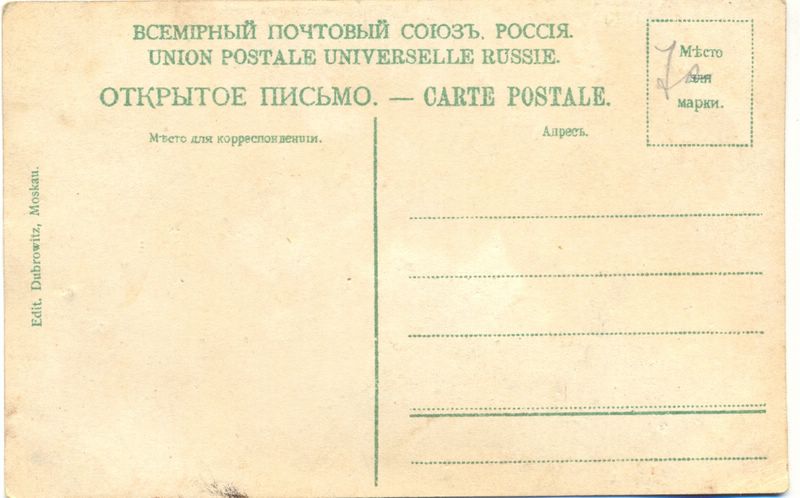 ВСЕМІРНЫЙ ПОЧТОВЫЙ СОЮЗЪ. РОССІЯ.
UNION POSTALE UNIVERSELLE RUSSIE.
ОТКРЫТОЕ ПИСЬМО. — CARTE POSTALE.
Мѣсто для корреспонденціи.
Адресъ.
Мѣсто
для
марки.
70
Edit. Dubrowitz, Moskau.